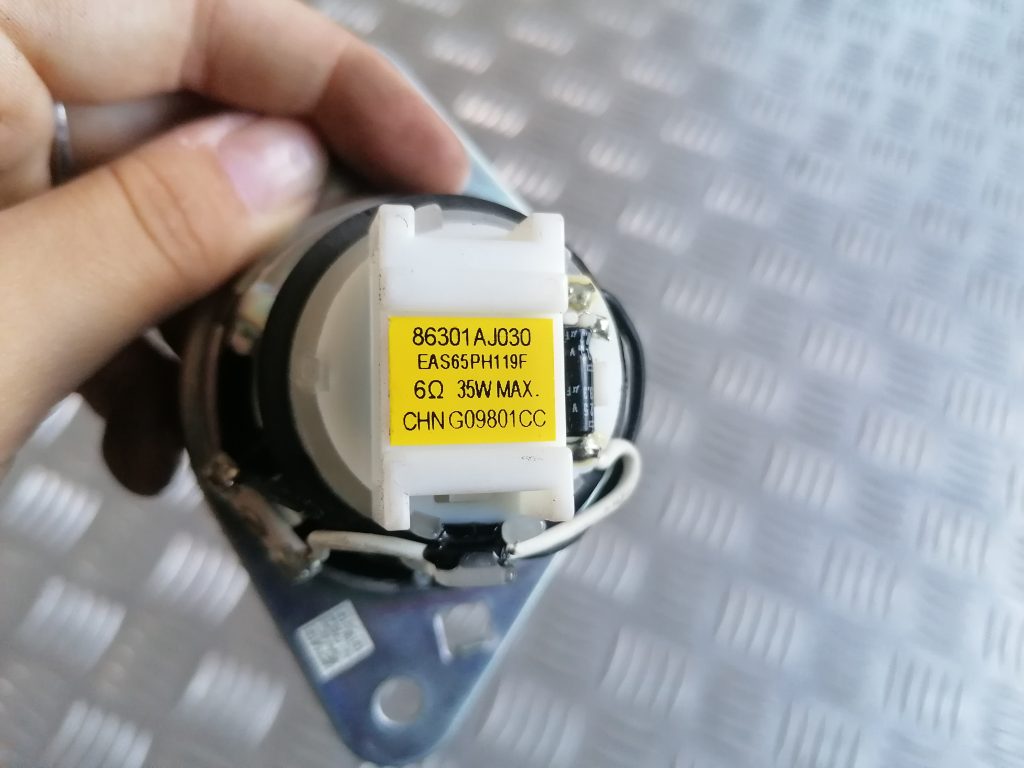 86301AJ030
EAS65PH119F
6Ω 35W MAX.
CHN G09801CC